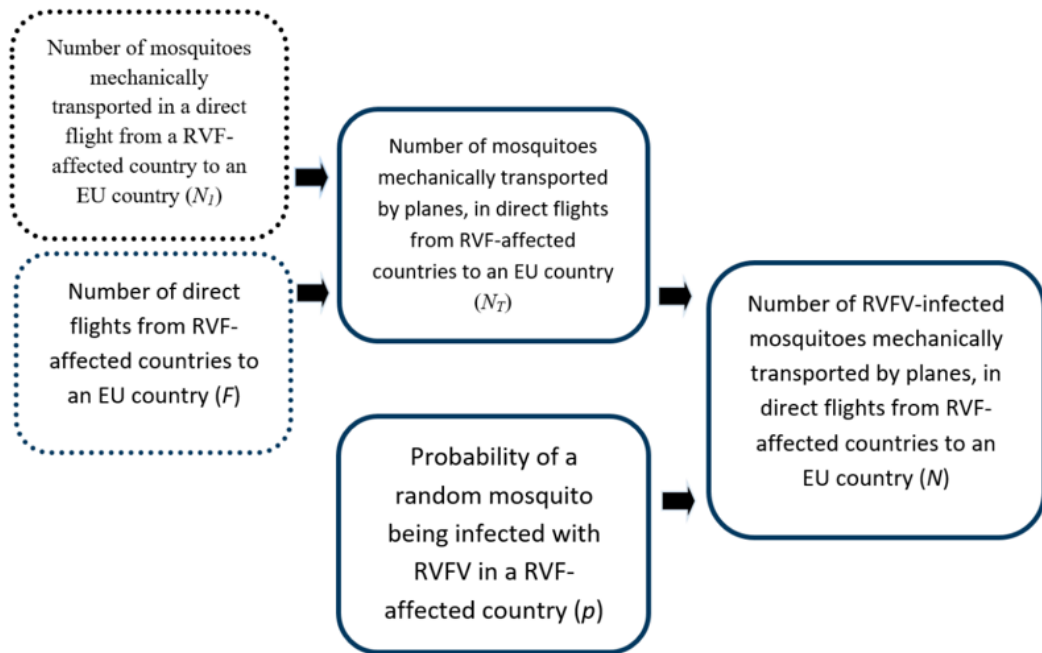 Number of mosquitoes
mechanically
transported in a direct
flight from a RVF-
affected country to an
EU country (N₁)
Number of direct
flights from RVF-
affected countries to
an EU country (F)
Number of mosquitoes
mechanically transported
by planes, in direct flights
from RVF-affected
countries to an EU country
(N_T)
Probability of a
random mosquito
being infected with
RVFV in a RVF-
affected country (p)
Number of RVFV-infected
mosquitoes mechanically
transported by planes, in
direct flights from RVF-
affected countries to an
EU country (N)